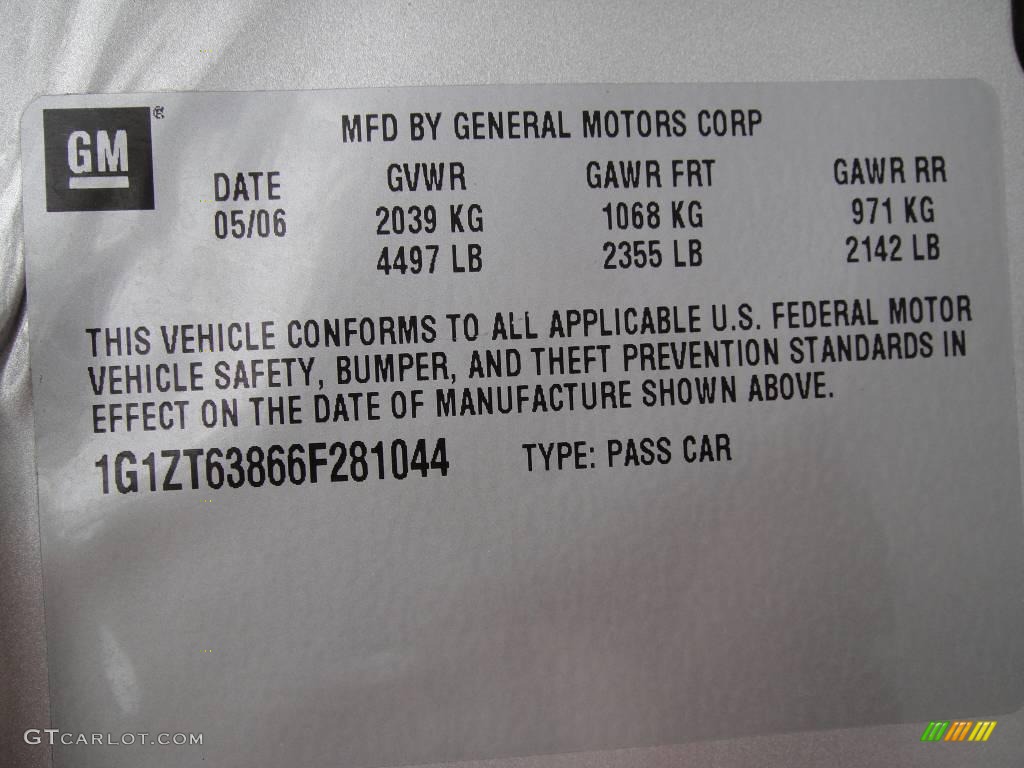 GM ®
MFD BY GENERAL MOTORS CORP
DATE GVWR GAWR FRT GAWR RR
05/06 2039 KG 1068 KG 971 KG
4497 LB 2355 LB 2142 LB
THIS VEHICLE CONFORMS TO ALL APPLICABLE U.S. FEDERAL MOTOR
VEHICLE SAFETY, BUMPER, AND THEFT PREVENTION STANDARDS IN
EFFECT ON THE DATE OF MANUFACTURE SHOWN ABOVE.
1G1ZT63866F281044 TYPE: PASS CAR
GTCARLOT.COM